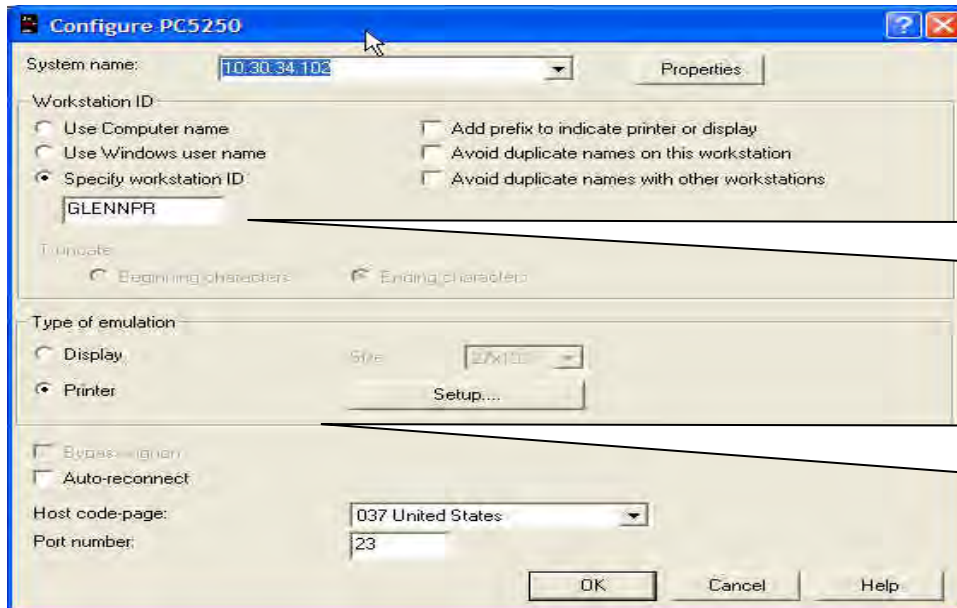 Configure PC5250
System name: 10.30.34.102 Properties
Workstation ID
Use Computer name Add prefix to indicate printer or display
Use Windows user name Avoid duplicate names on this workstation
Specify workstation ID Avoid duplicate names with other workstations
GLENNPR
Truncate
Beginning characters Ending characters
Type of emulation
Display Size
Printer Setup....
Bypass signon
Auto-reconnect
Host code-page: 037 United States
Port number: 23
OK Cancel Help